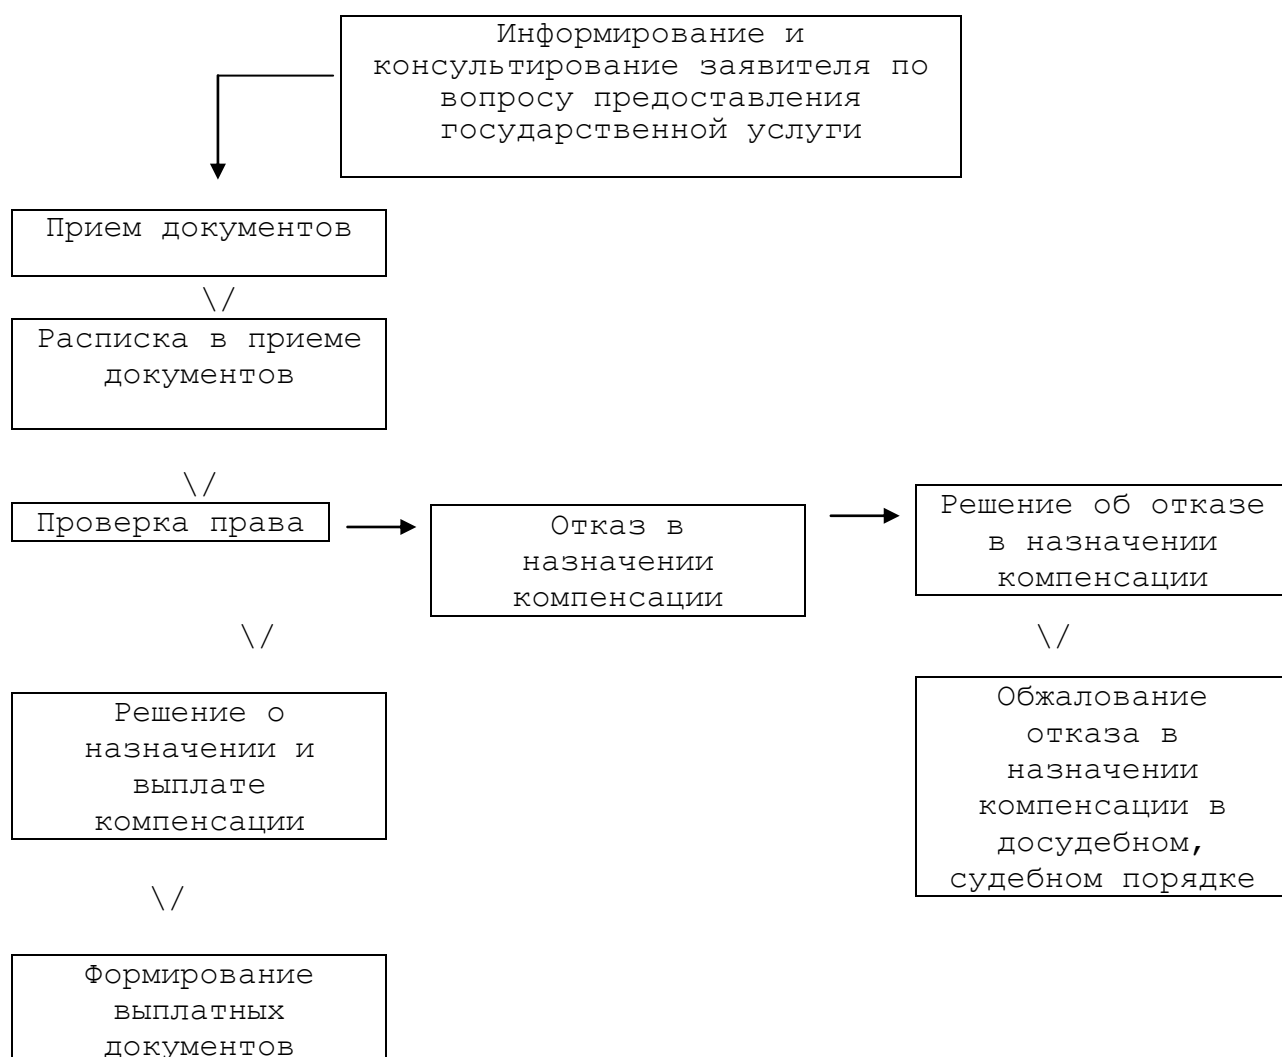 Информирование и
консультирование заявителя по
вопросу предоставления
государственной услуги
Прием документов
\/
Расписка в приеме
документов
\/
Проверка права
Отказ в
назначении
компенсации
Решение об отказе
в назначении
компенсации
\/
\/
Решение о
назначении и
выплате
компенсации
Обжалование
отказа в
назначении
компенсации в
досудебном,
судебном порядке
\/
Формирование
выплатных
документов